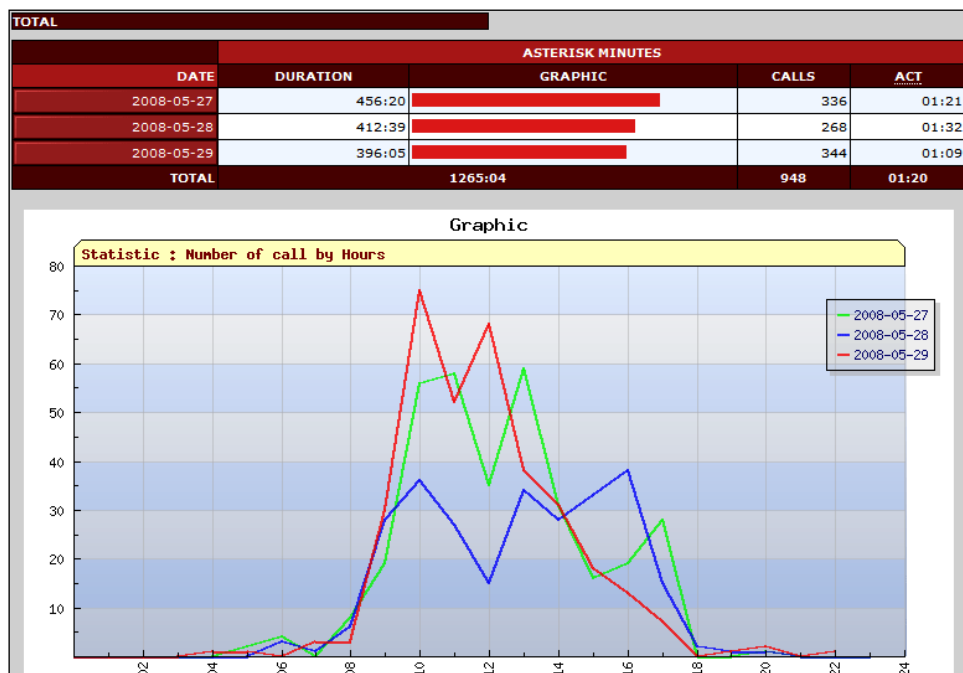 TOTAL
ASTERISK MINUTES
DATE DURATION GRAPHIC CALLS ACT
2008-05-27 456:20 336 01:21
2008-05-28 412:39 268 01:32
2008-05-29 396:05 344 01:09
TOTAL 1265:04 948 01:20
Graphic
Statistic : Number of call by Hours
80
70
60
50
40
30
20
10
2008-05-27
2008-05-28
2008-05-29
02 04 06 08 10 12 14 16 18 20 22 24